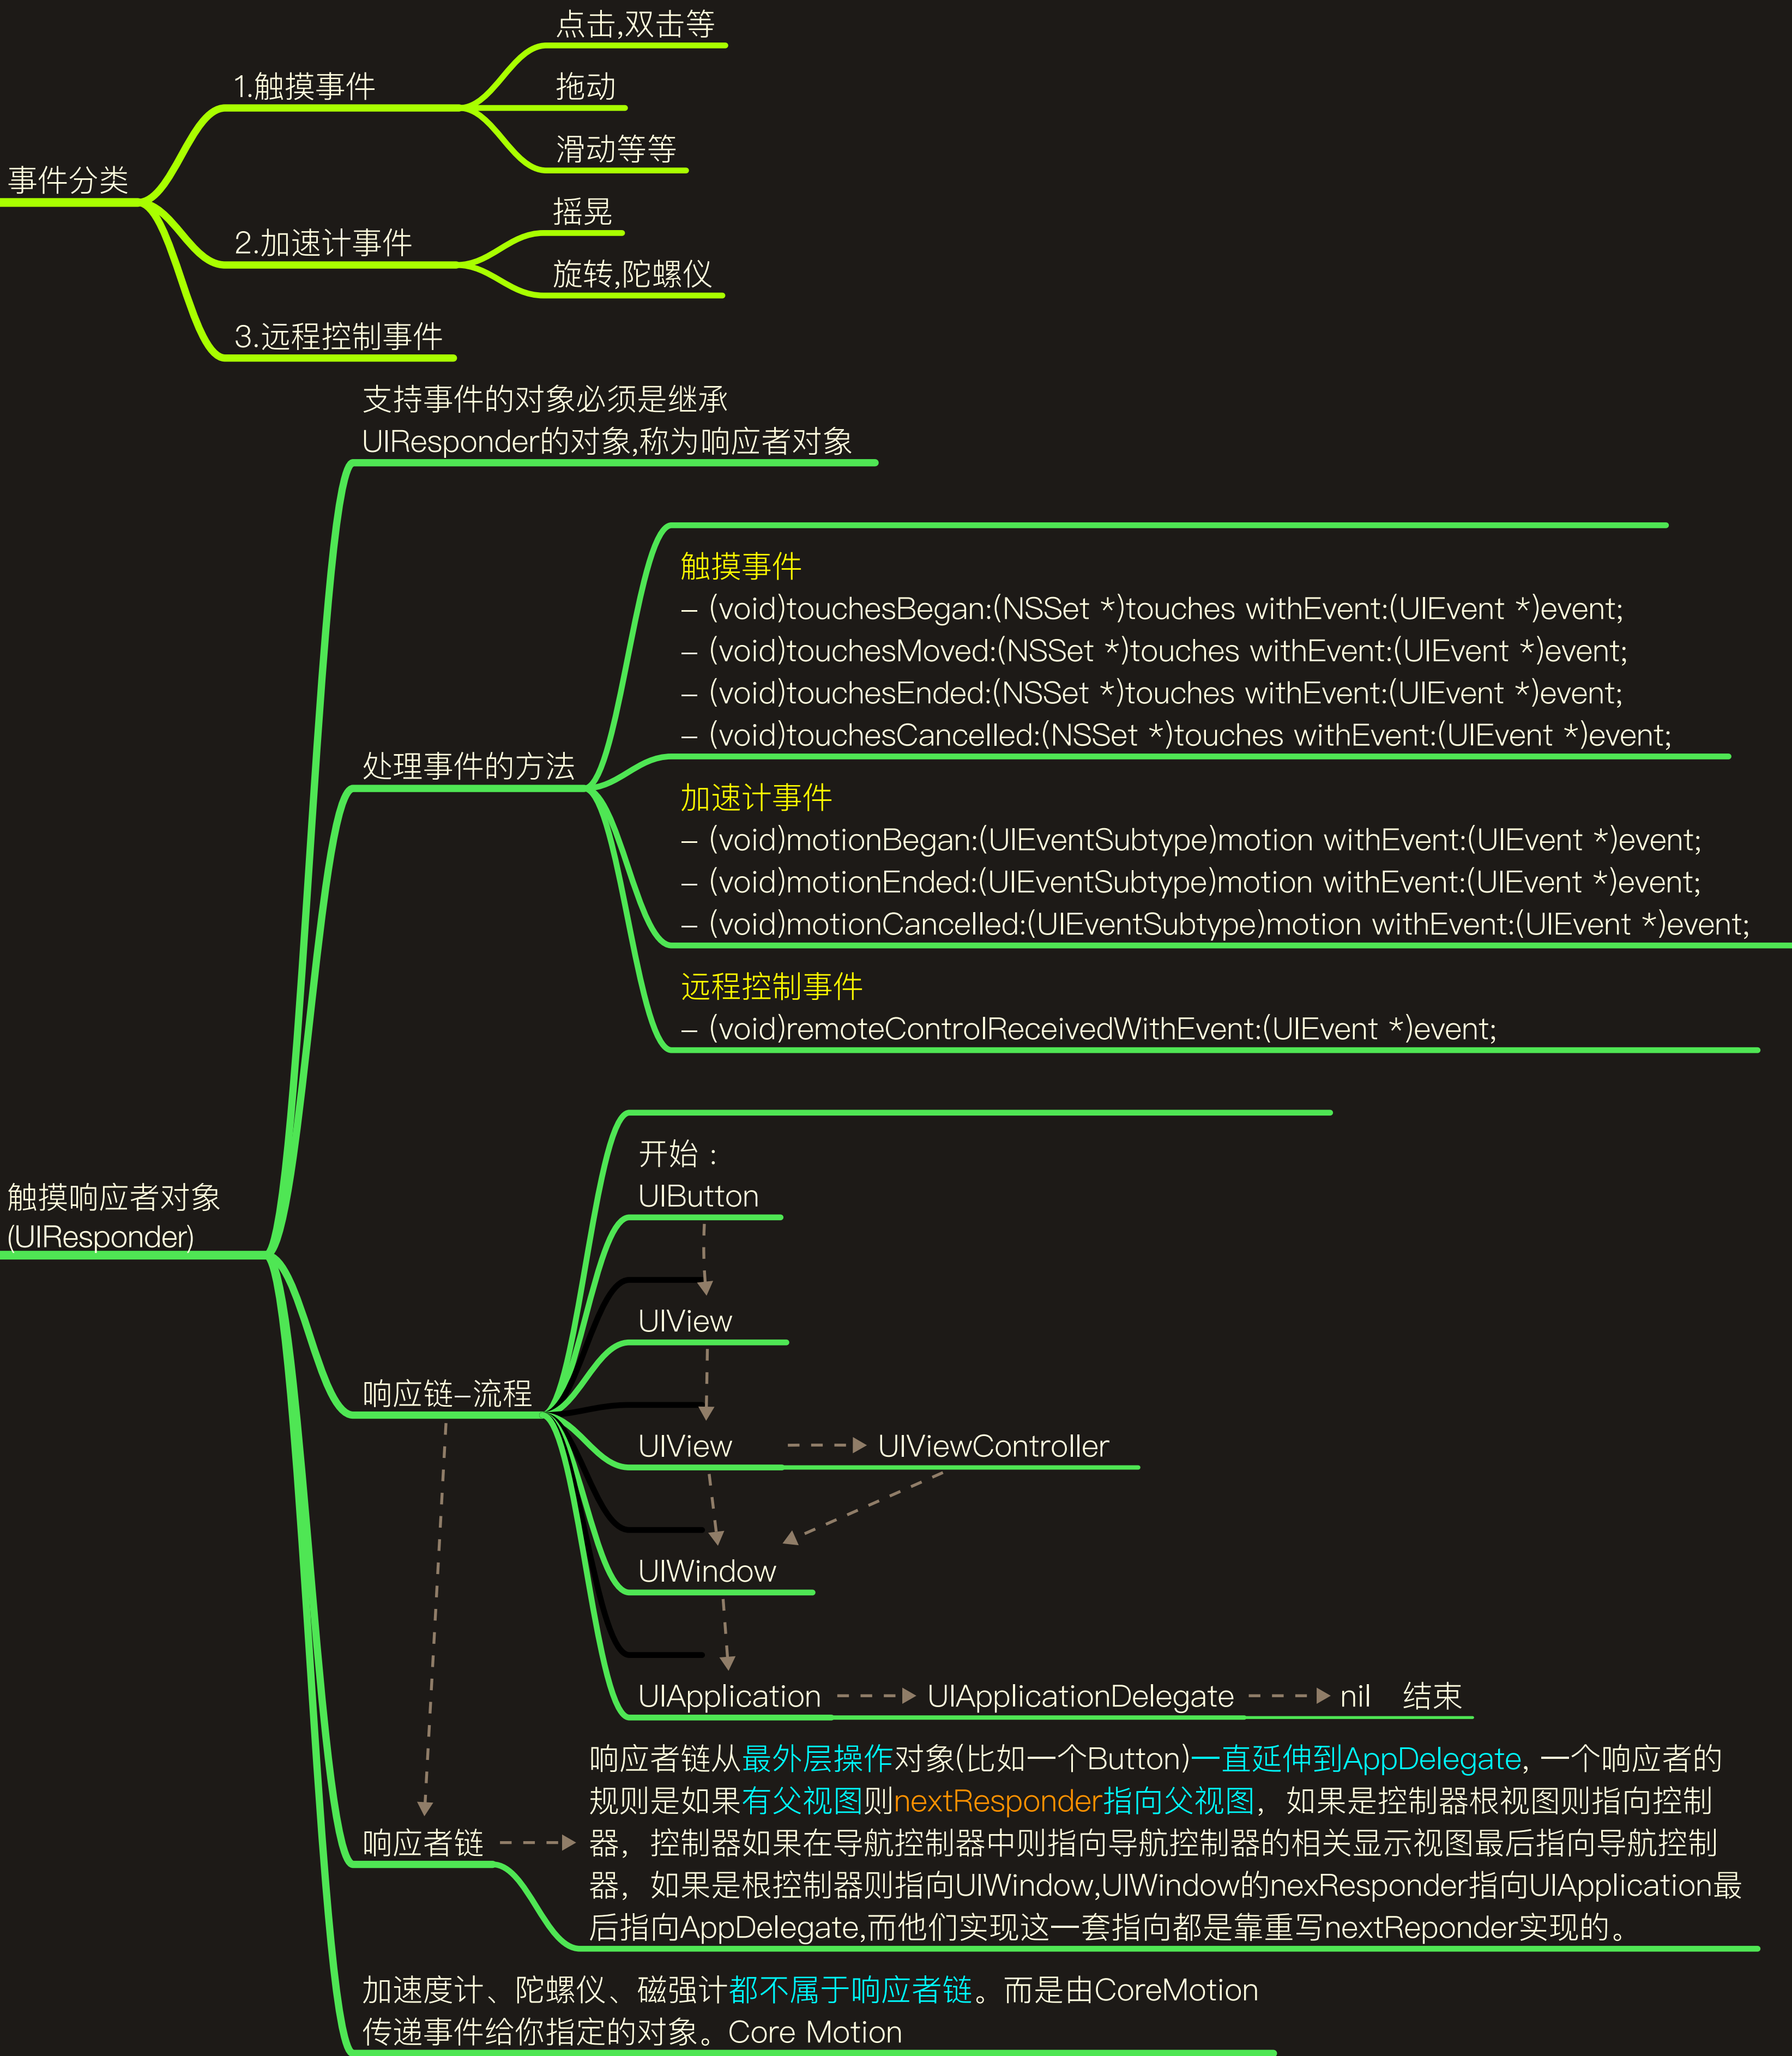 点击,双击等
1.触摸事件
拖动
滑动等等
事件分类
摇晃
2.加速计事件
旋转,陀螺仪
3.远程控制事件
支持事件的对象必须是继承
UIResponder的对象,称为响应者对象
触摸事件
- (void)touchesBegan:(NSSet *)touches withEvent:(UIEvent *)event;
- (void)touchesMoved:(NSSet *)touches withEvent:(UIEvent *)event;
- (void)touchesEnded:(NSSet *)touches withEvent:(UIEvent *)event;
- (void)touchesCancelled:(NSSet *)touches withEvent:(UIEvent *)event;
处理事件的方法
加速计事件
- (void)motionBegan:(UIEventSubtype)motion withEvent:(UIEvent *)event;
- (void)motionEnded:(UIEventSubtype)motion withEvent:(UIEvent *)event;
- (void)motionCancelled:(UIEventSubtype)motion withEvent:(UIEvent *)event;
远程控制事件
- (void)remoteControlReceivedWithEvent:(UIEvent *)event;
触摸响应者对象
(UIResponder)
开始：
UIButton
UIView
响应链-流程
UIView
UIViewController
UIWindow
UIApplication
UIApplicationDelegate
nil 结束
响应者链
响应者链从最外层操作对象(比如一个Button)一直延伸到AppDelegate, 一个响应者的
规则是如果有父视图则nextResponder指向父视图，如果是控制器根视图则指向控制
器，控制器如果在导航控制器中则指向导航控制器的相关显示视图最后指向导航控制
器，如果是根控制器则指向UIWindow,UIWindow的nexResponder指向UIApplication最
后指向AppDelegate,而他们实现这一套指向都是靠重写nextReponder实现的。
加速度计、陀螺仪、磁强计都不属于响应者链。而是由CoreMotion
传递事件给你指定的对象。Core Motion